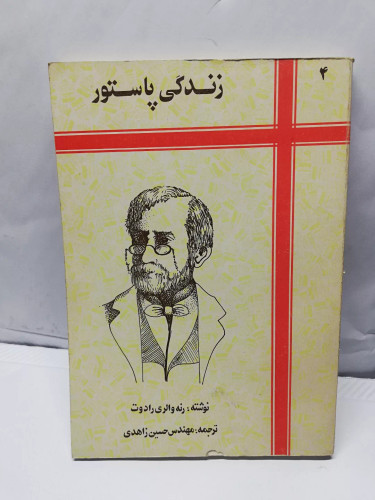 ۴
زندگی پاستور
نوشته: رنه والری رادوت
ترجمه: مهندس حسین زاهدی